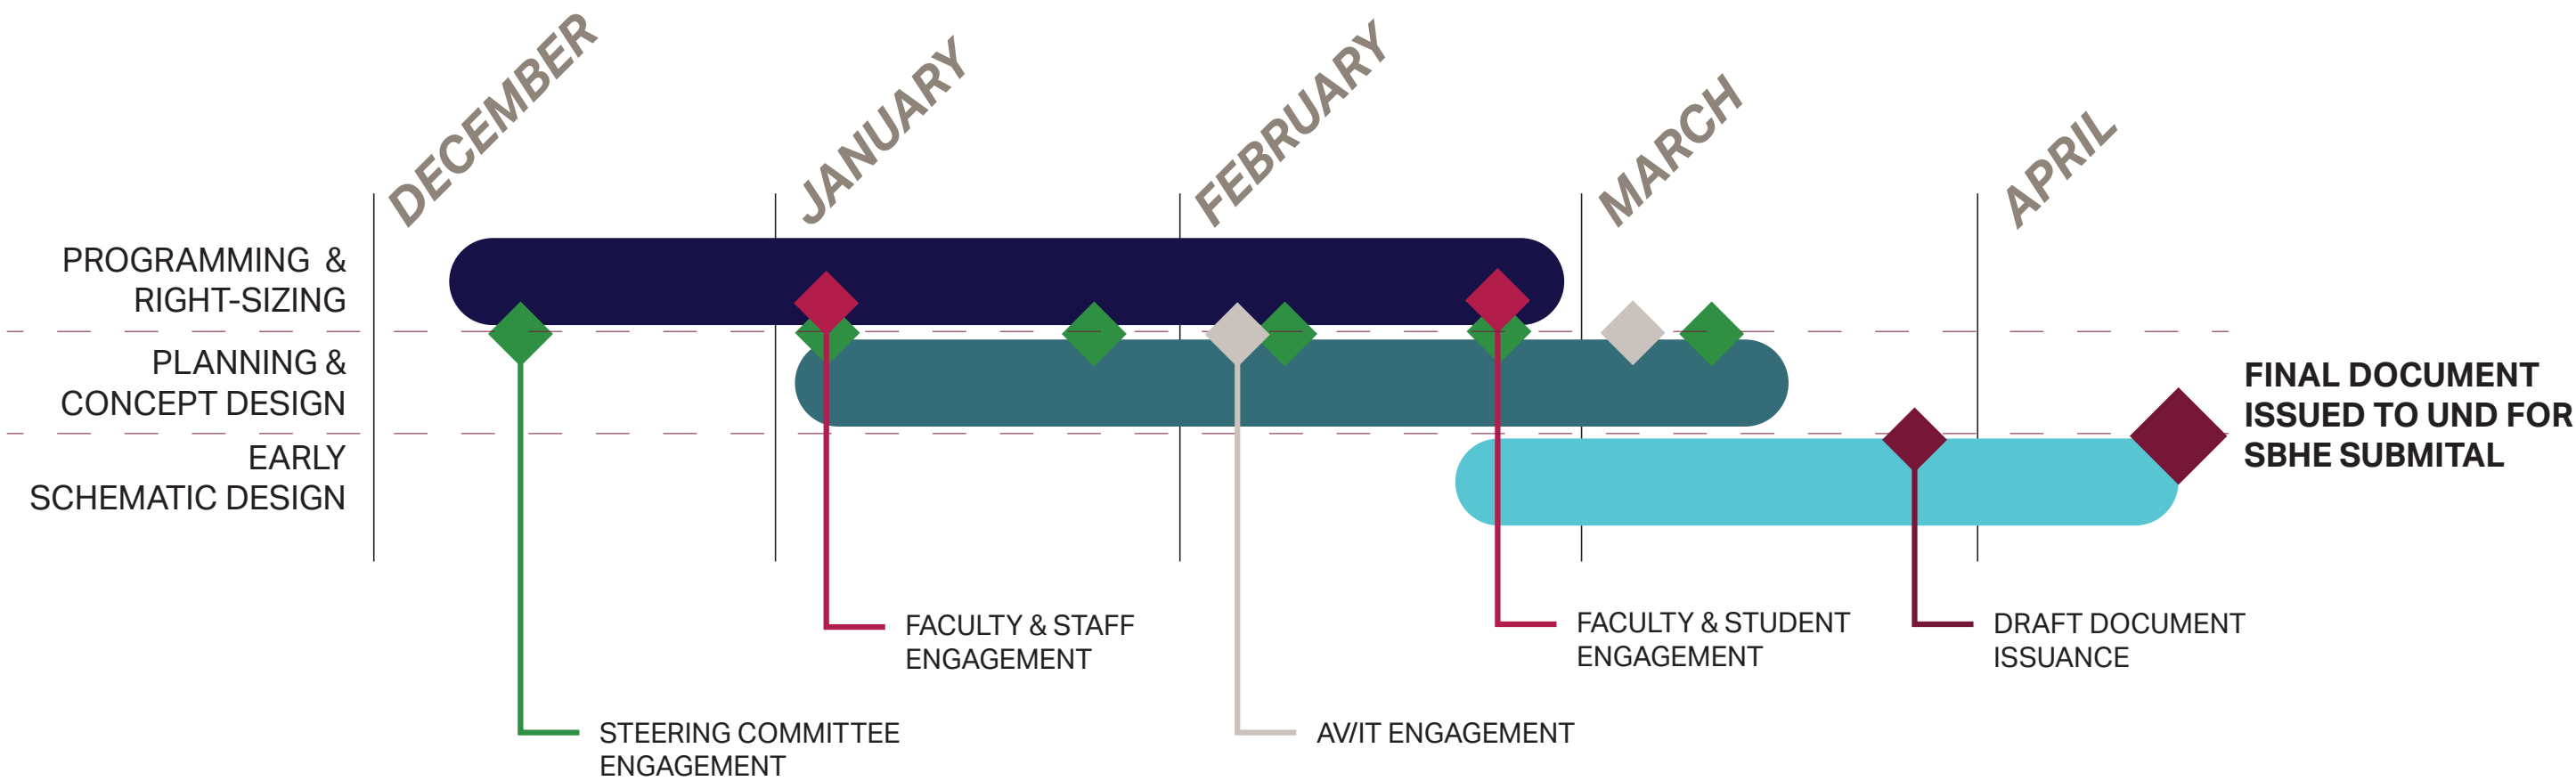 DECEMBER
JANUARY
FEBRUARY
MARCH
APRIL
PROGRAMMING &
RIGHT-SIZING
PLANNING &
CONCEPT DESIGN
EARLY
SCHEMATIC DESIGN
FINAL DOCUMENT
ISSUED TO UND FOR
SBHE SUBMITAL
FACULTY & STAFF
ENGAGEMENT
FACULTY & STUDENT
ENGAGEMENT
DRAFT DOCUMENT
ISSUANCE
STEERING COMMITTEE
ENGAGEMENT
AV/IT ENGAGEMENT